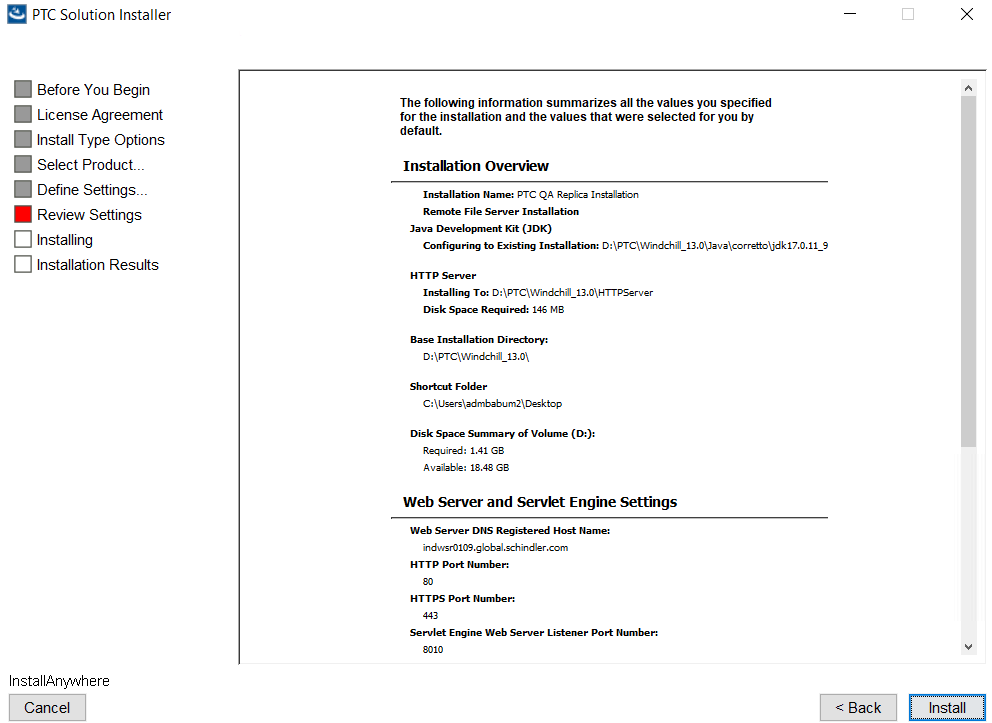 PTC Solution Installer
Before You Begin
License Agreement
Install Type Options
Select Product...
Define Settings...
Review Settings
Installing
Installation Results
The following information summarizes all the values you specified
for the installation and the values that were selected for you by
default.
Installation Overview
Installation Name: PTC QA Replica Installation
Remote File Server Installation
Java Development Kit (JDK)
Configuring to Existing Installation: D:\PTC\Windchill_13.0\Java\corretto\jdk17.0.11_9
HTTP Server
Installing To: D:\PTC\Windchill_13.0\HTTPServer
Disk Space Required: 146 MB
Base Installation Directory:
D:\PTC\Windchill_13.0\
Shortcut Folder
C:\Users\admbabum2\Desktop
Disk Space Summary of Volume (D:):
Required: 1.41 GB
Available: 18.48 GB
Web Server and Servlet Engine Settings
Web Server DNS Registered Host Name:
indwsr0109.global.schindler.com
HTTP Port Number:
80
HTTPS Port Number:
443
Servlet Engine Web Server Listener Port Number:
8010
InstallAnywhere
Cancel
< Back
Install